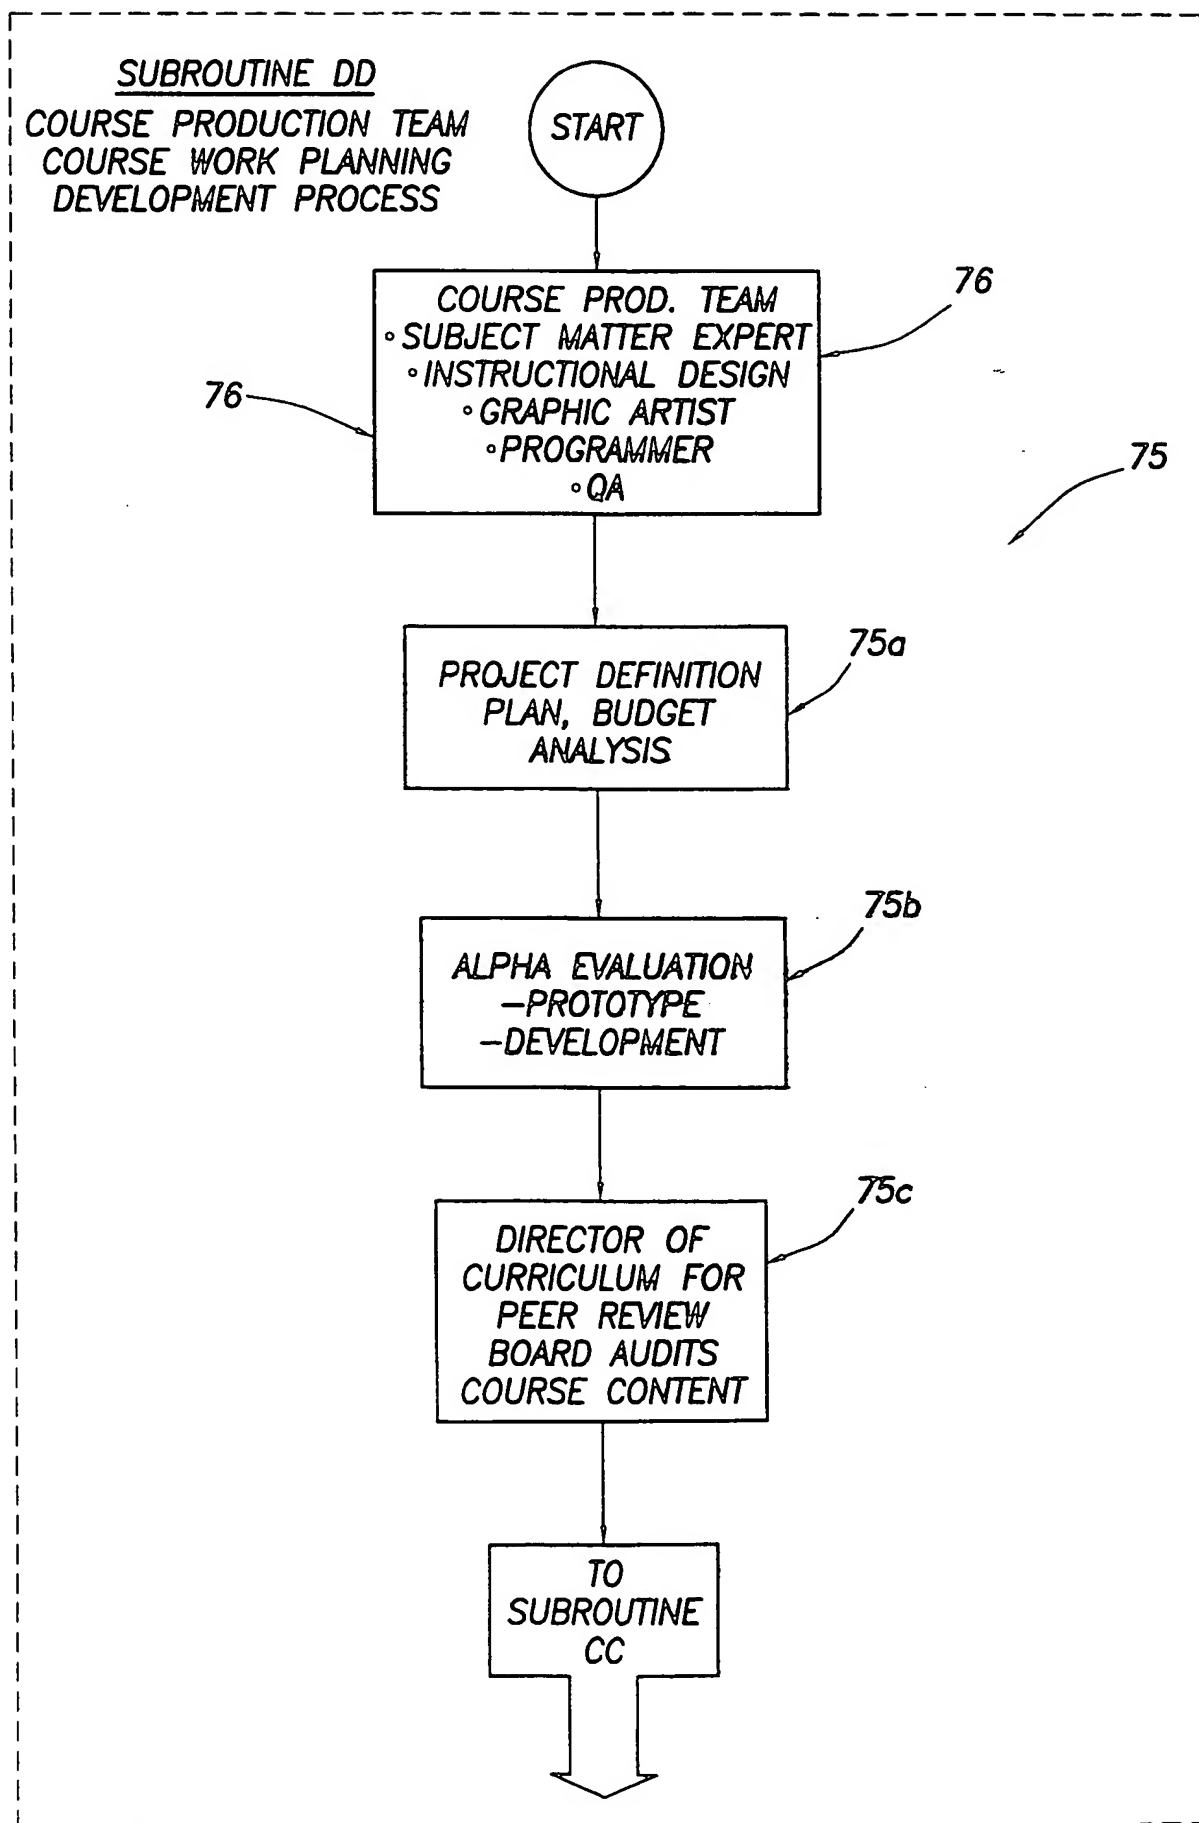 SUBROUTINE DD
COURSE PRODUCTION TEAM
COURSE WORK PLANNING
DEVELOPMENT PROCESS
START
COURSE PROD. TEAM
◦SUBJECT MATTER EXPERT
◦INSTRUCTIONAL DESIGN
◦GRAPHIC ARTIST
◦PROGRAMMER
◦QA
76
76
75
PROJECT DEFINITION
PLAN, BUDGET
ANALYSIS
75a
ALPHA EVALUATION
-PROTOTYPE
-DEVELOPMENT
75b
DIRECTOR OF
CURRICULUM FOR
PEER REVIEW
BOARD AUDITS
COURSE CONTENT
75c
TO
SUBROUTINE
CC